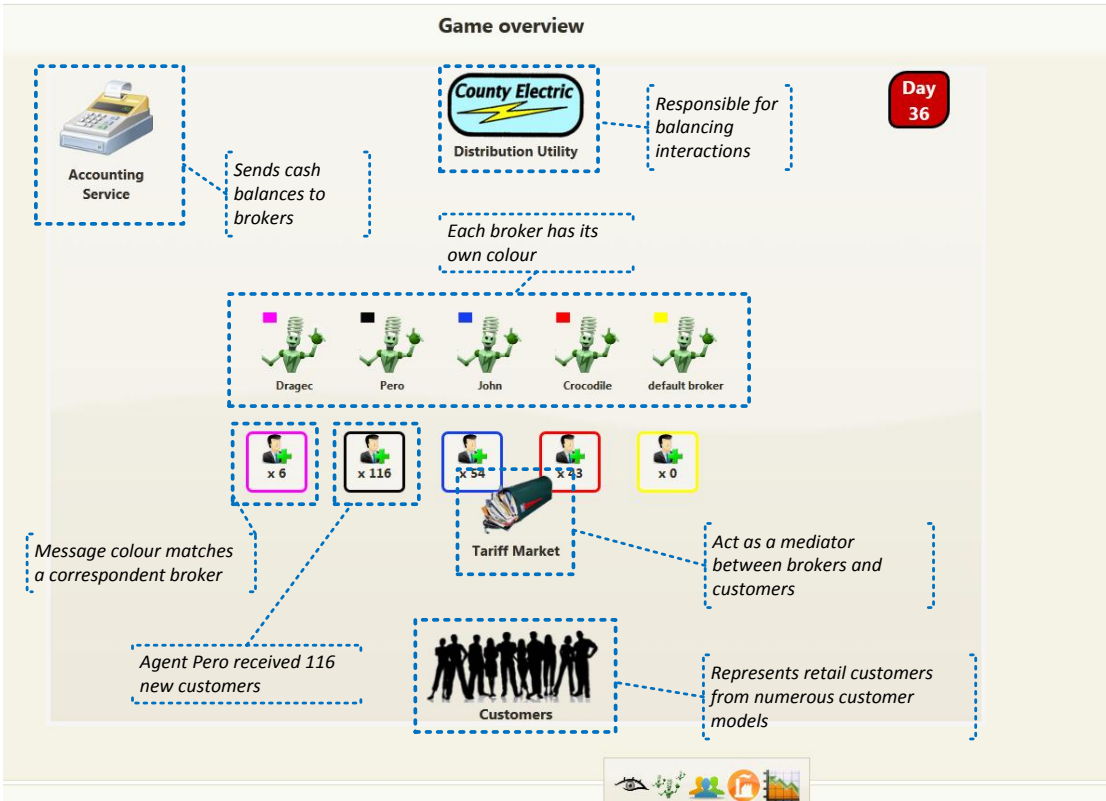 Game overview
County Electric
Distribution Utility
Day
36
Responsible for
balancing
interactions
Accounting
Service
Sends cash
balances to
brokers
Each broker has its
own colour
Dragec
Pero
John
Crocodile
default broker
x 6
x 116
x 54
x 43
x 0
Tariff Market
Message colour matches
a correspondent broker
Act as a mediator
between brokers and
customers
Agent Pero received 116
new customers
Customers
Represents retail customers
from numerous customer
models